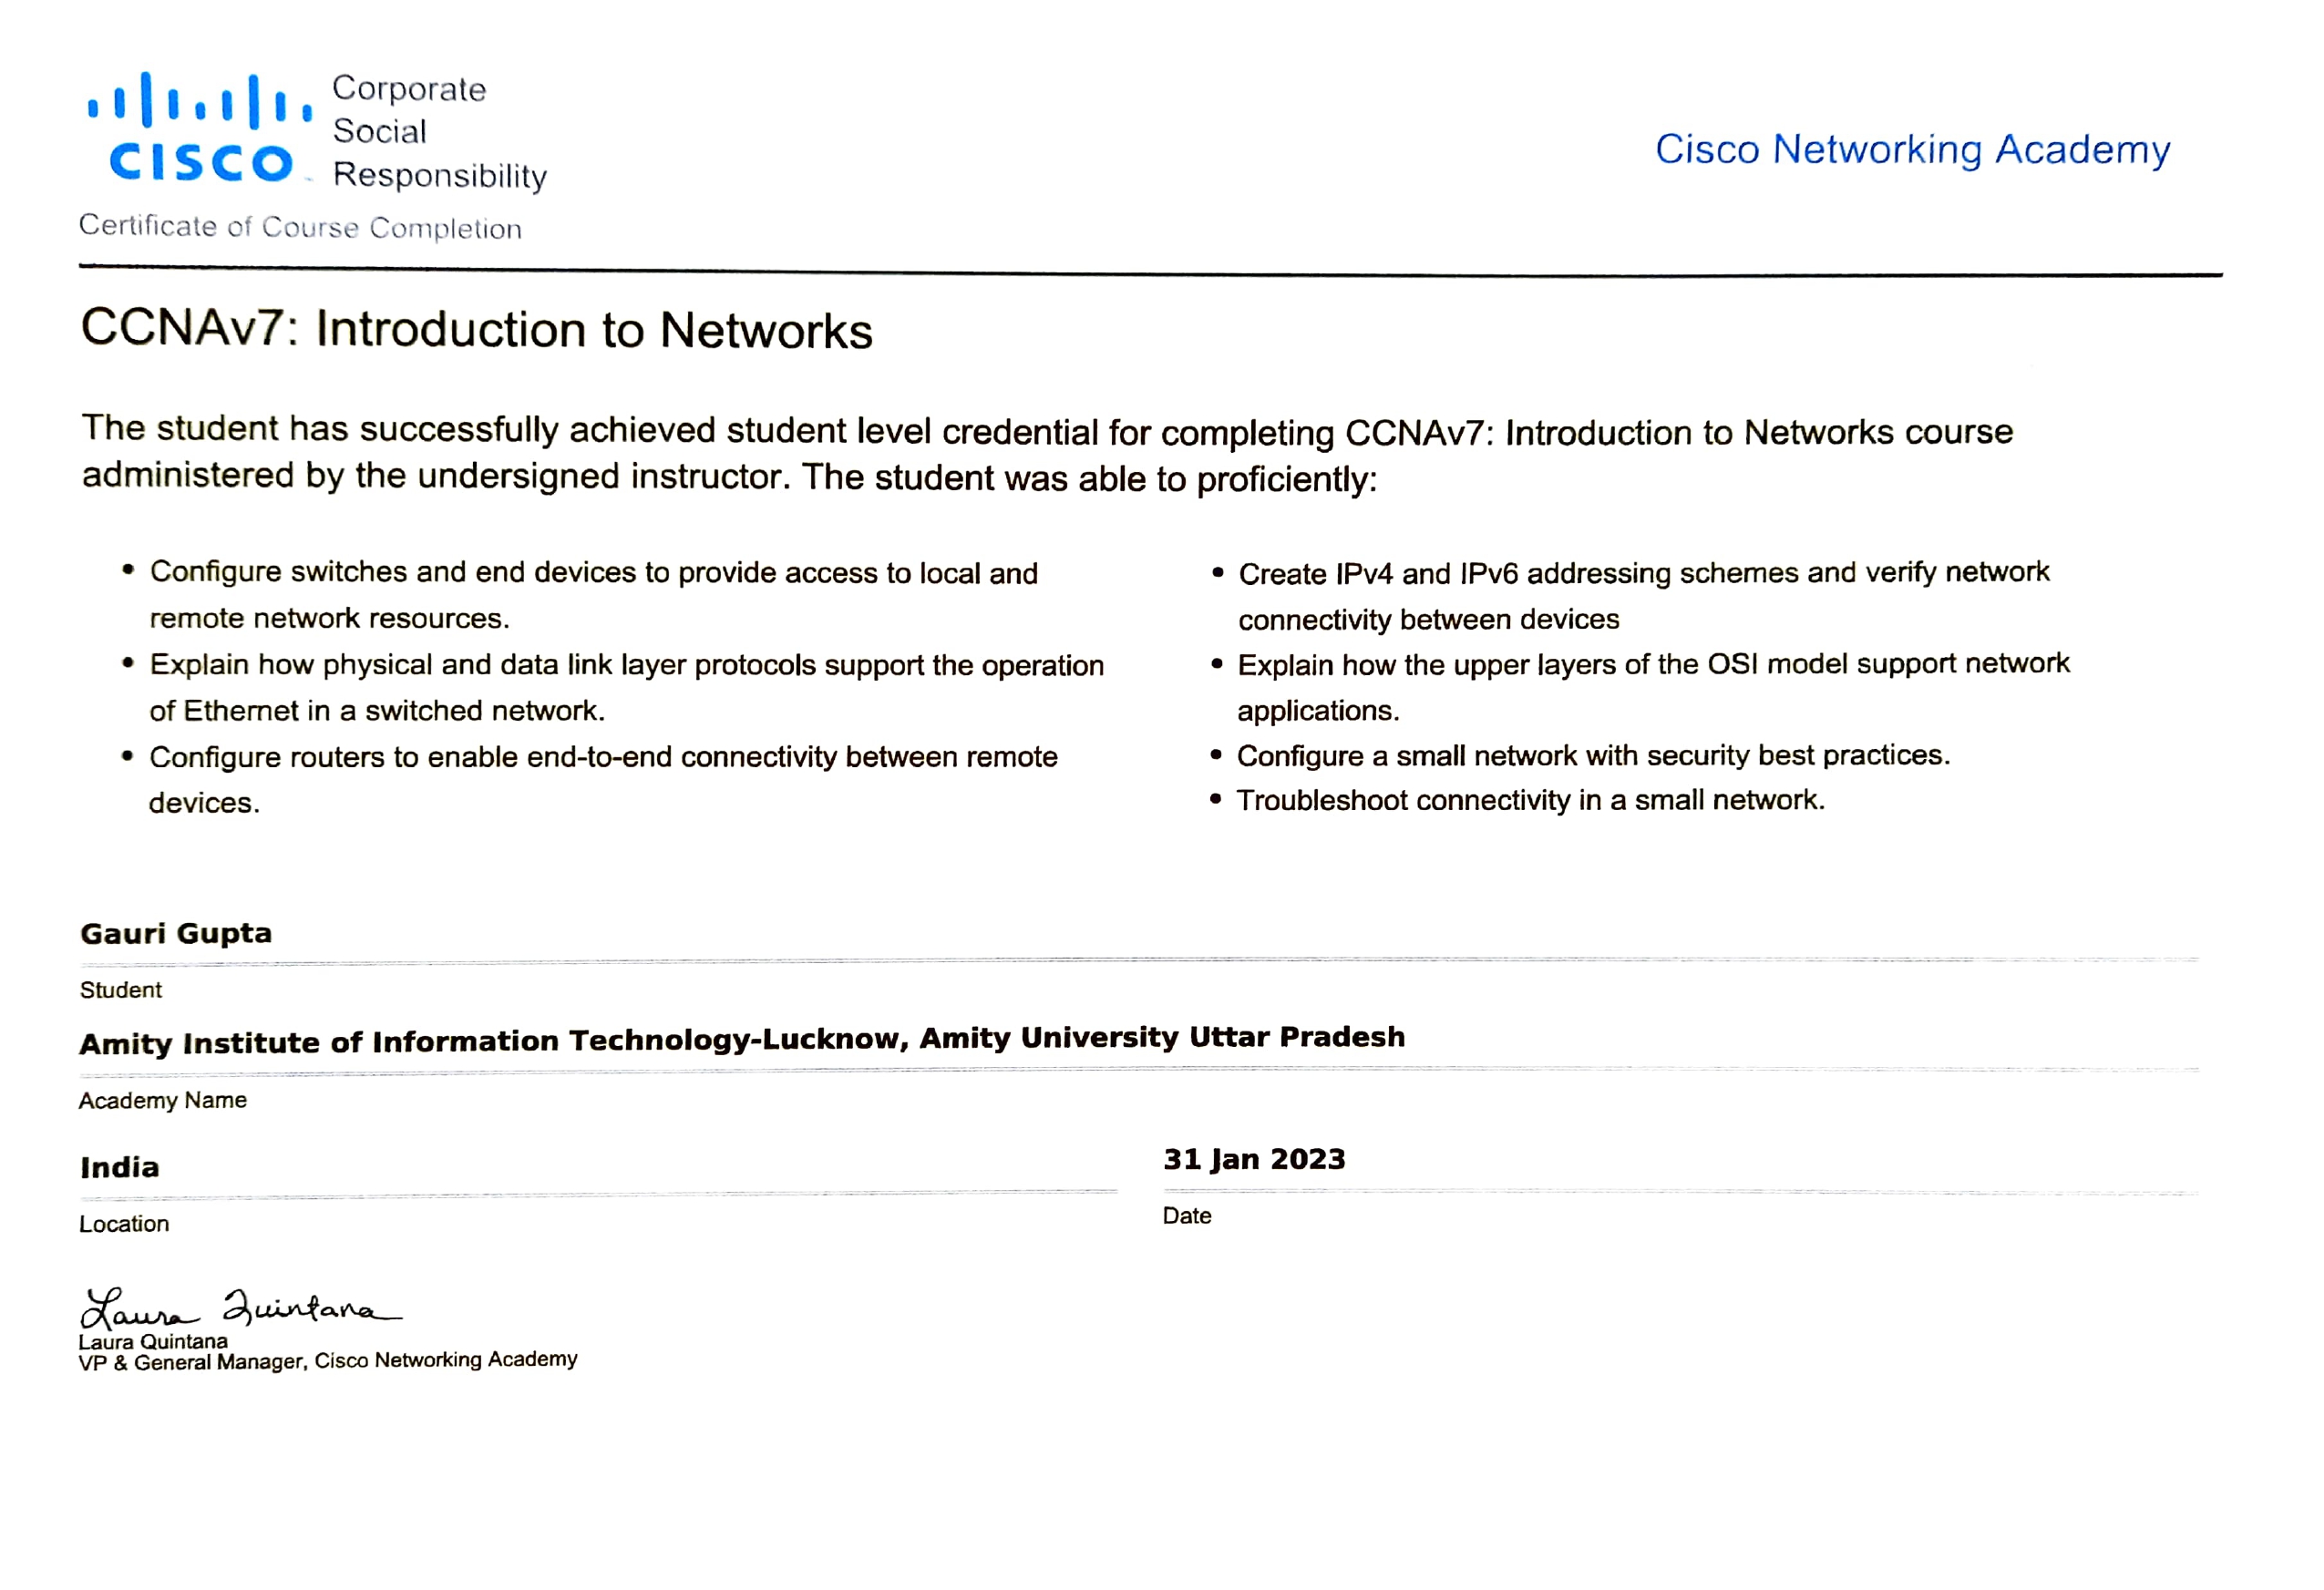 Corporate
Social
CISCO Responsibility
Certificate of Course Completion
Cisco Networking Academy
CCNAv7: Introduction to Networks
The student has successfully achieved student level credential for completing CCNAv7: Introduction to Networks course
administered by the undersigned instructor. The student was able to proficiently:
• Configure switches and end devices to provide access to local and
remote network resources.
• Explain how physical and data link layer protocols support the operation
of Ethernet in a switched network.
• Configure routers to enable end-to-end connectivity between remote
devices.
• Create IPv4 and IPv6 addressing schemes and verify network
connectivity between devices
• Explain how the upper layers of the OSI model support network
applications.
• Configure a small network with security best practices.
• Troubleshoot connectivity in a small network.
Gauri Gupta
Student
Amity Institute of Information Technology-Lucknow, Amity University Uttar Pradesh
Academy Name
India
Location
31 Jan 2023
Date
Laura Quintana
Laura Quintana
VP & General Manager, Cisco Networking Academy